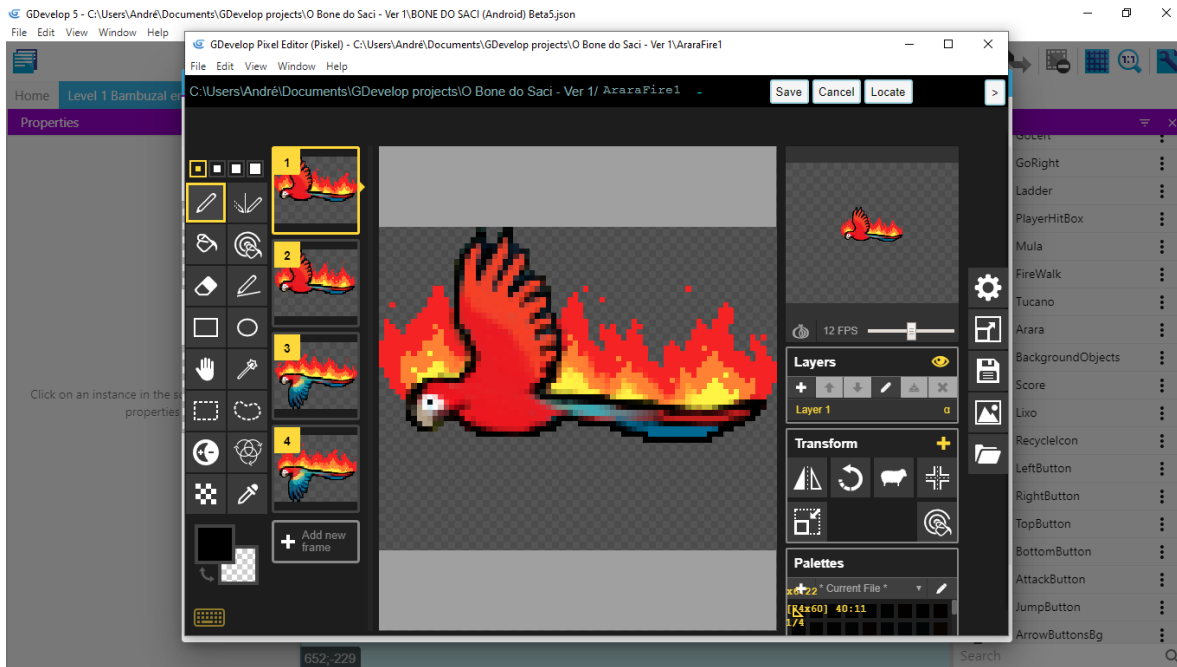 GDevelop 5 - C:\Users\André\Documents\GDevelop projects\O Bone do Saci - Ver 1\BONE DO SACI (Android) Beta5.json
File Edit View Window Help
GDevelop Pixel Editor (Piskel) - C:\Users\André\Documents\GDevelop projects\O Bone do Saci - Ver 1\AraraFire1
File Edit View Window Help
C:\Users\André\Documents\GDevelop projects\O Bone do Saci - Ver 1/ AraraFire1 -
Save Cancel Locate >
Home Level 1 Bambuzal
Properties
Click on an instance in the
properties
1
2
3
4
Add new
frame
12 FPS
Layers
Layer 1 α
Transform
Palettes
* Current File *
[74x60] 40:11
1/4
1:1
GoLeft
GoRight
Ladder
PlayerHitBox
Mula
FireWalk
Tucano
Arara
BackgroundObjects
Score
Lixo
RecycleIcon
LeftButton
RightButton
TopButton
BottomButton
AttackButton
JumpButton
ArrowButtonsBg
Search
652;-229